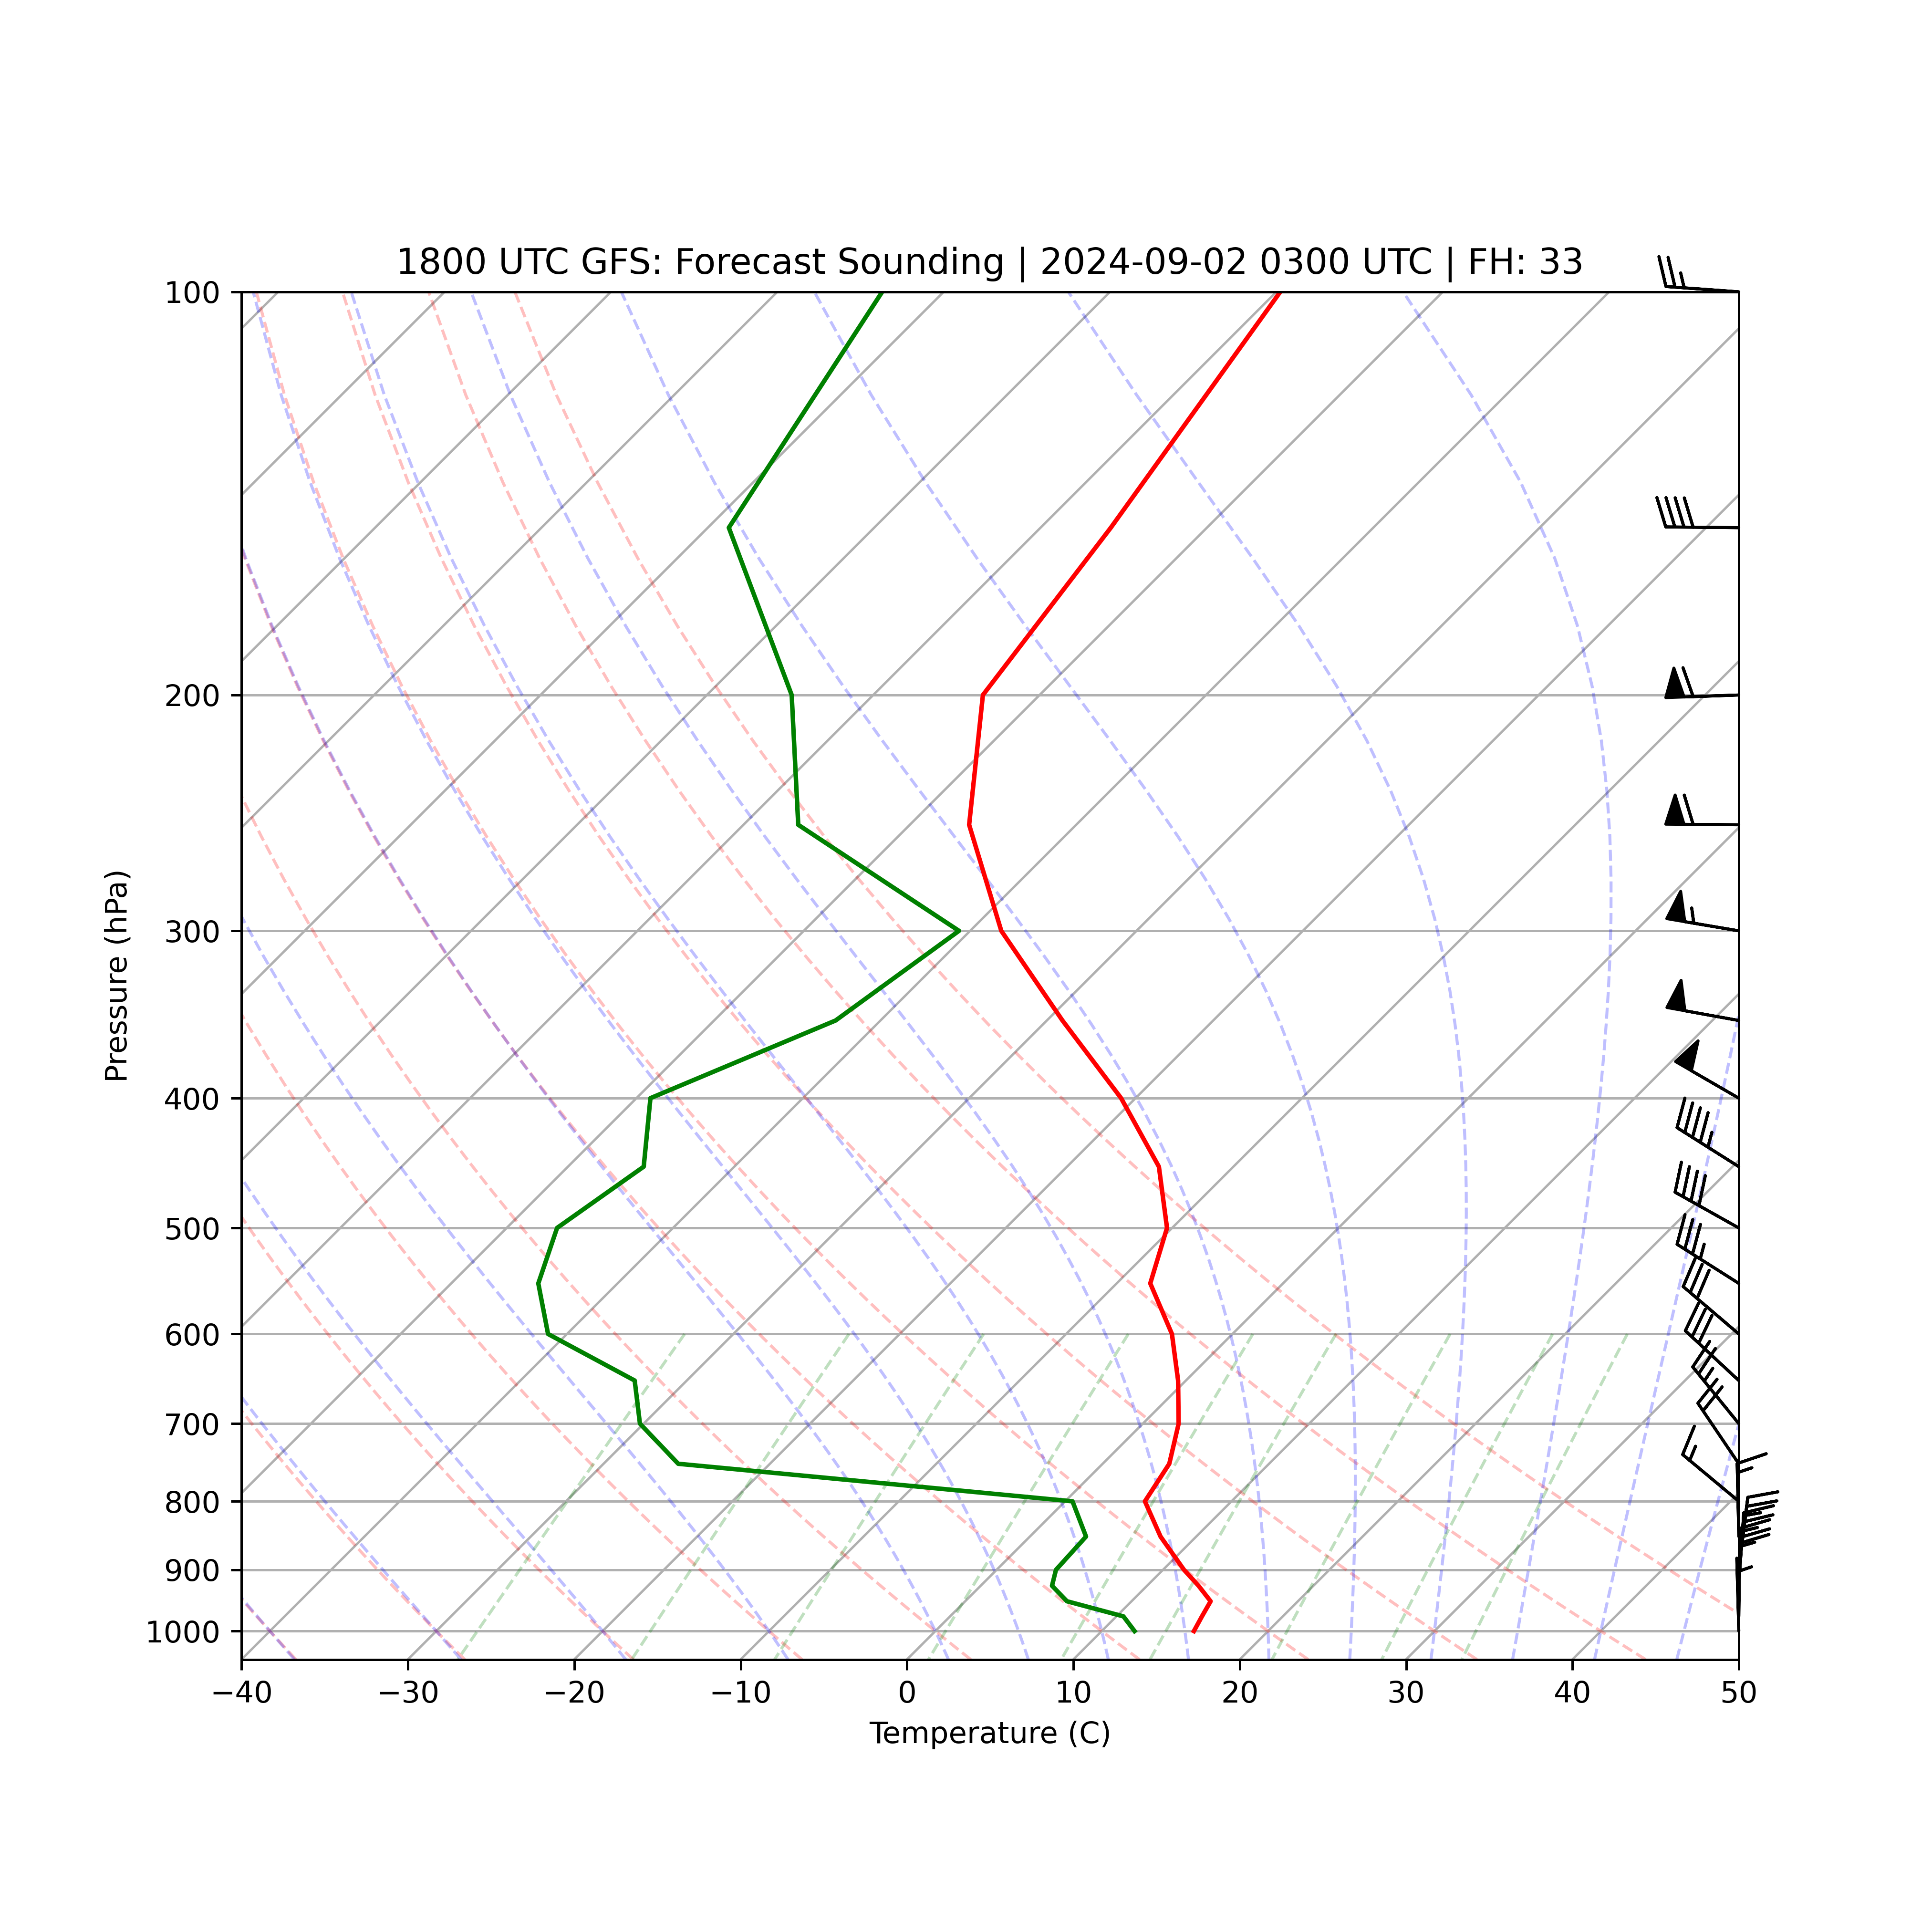 1800 UTC GFS: Forecast Sounding | 2024-09-02 0300 UTC | FH: 33
100
200
300
400
500
600
700
800
900
1000
Pressure (hPa)
−40 −30 −20 −10 0 10 20 30 40 50
Temperature (C)